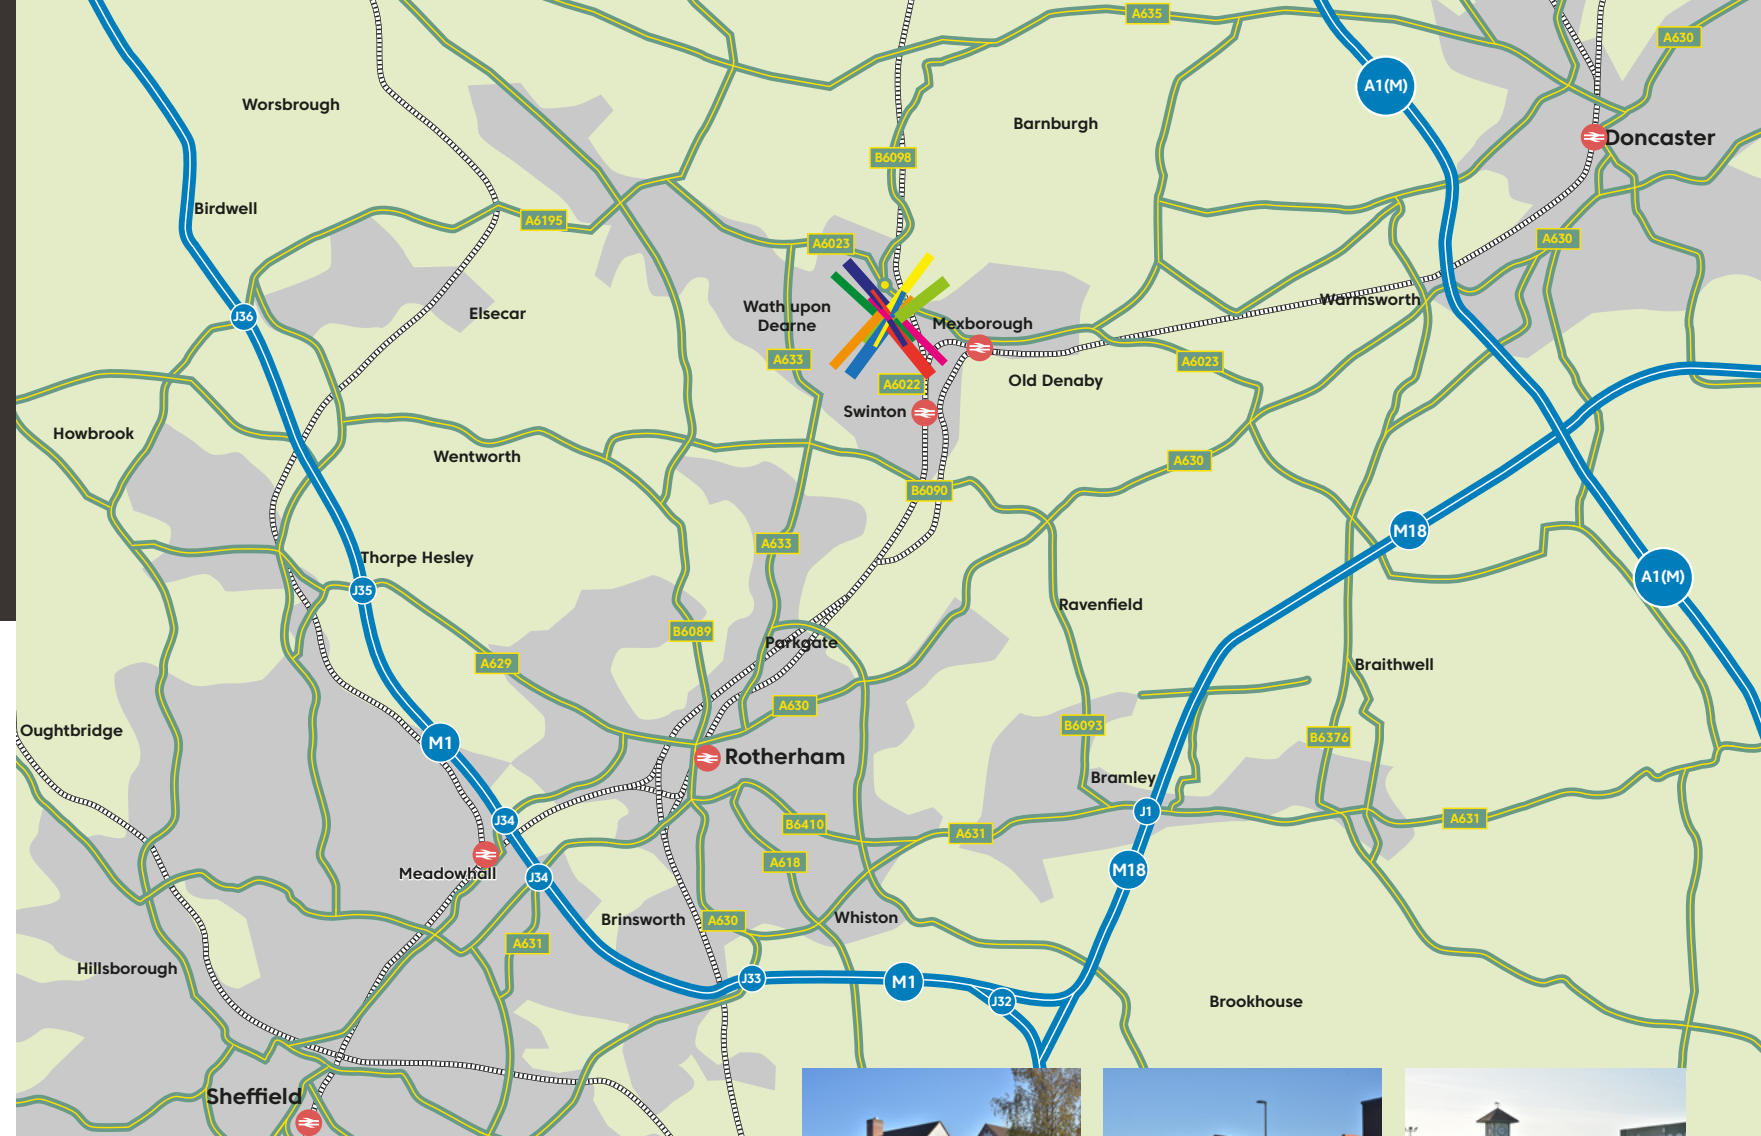 A635
A630
A1(M)
Worsbrough
Barnburgh
Doncaster
B6098
Birdwell
A6195
A6023
A630
Wath upon
Dearne
Elsecar
J36
Mexborough
Warmsworth
A633
A6023
A6022
Old Denaby
Swinton
Howbrook
Wentworth
A630
B6090
M18
A633
Thorpe Hesley
J35
A1(M)
Ravenfield
B6089
Parkgate
A629
Braithwell
A630
B6093
Oughtbridge
M1
B6376
Rotherham
Bramley
J1
J34
B6410
A631
A631
A618
M18
Meadowhall
J34
Brinsworth
A630
Whiston
A631
Hillsborough
J33
M1
J32
Brookhouse
Sheffield